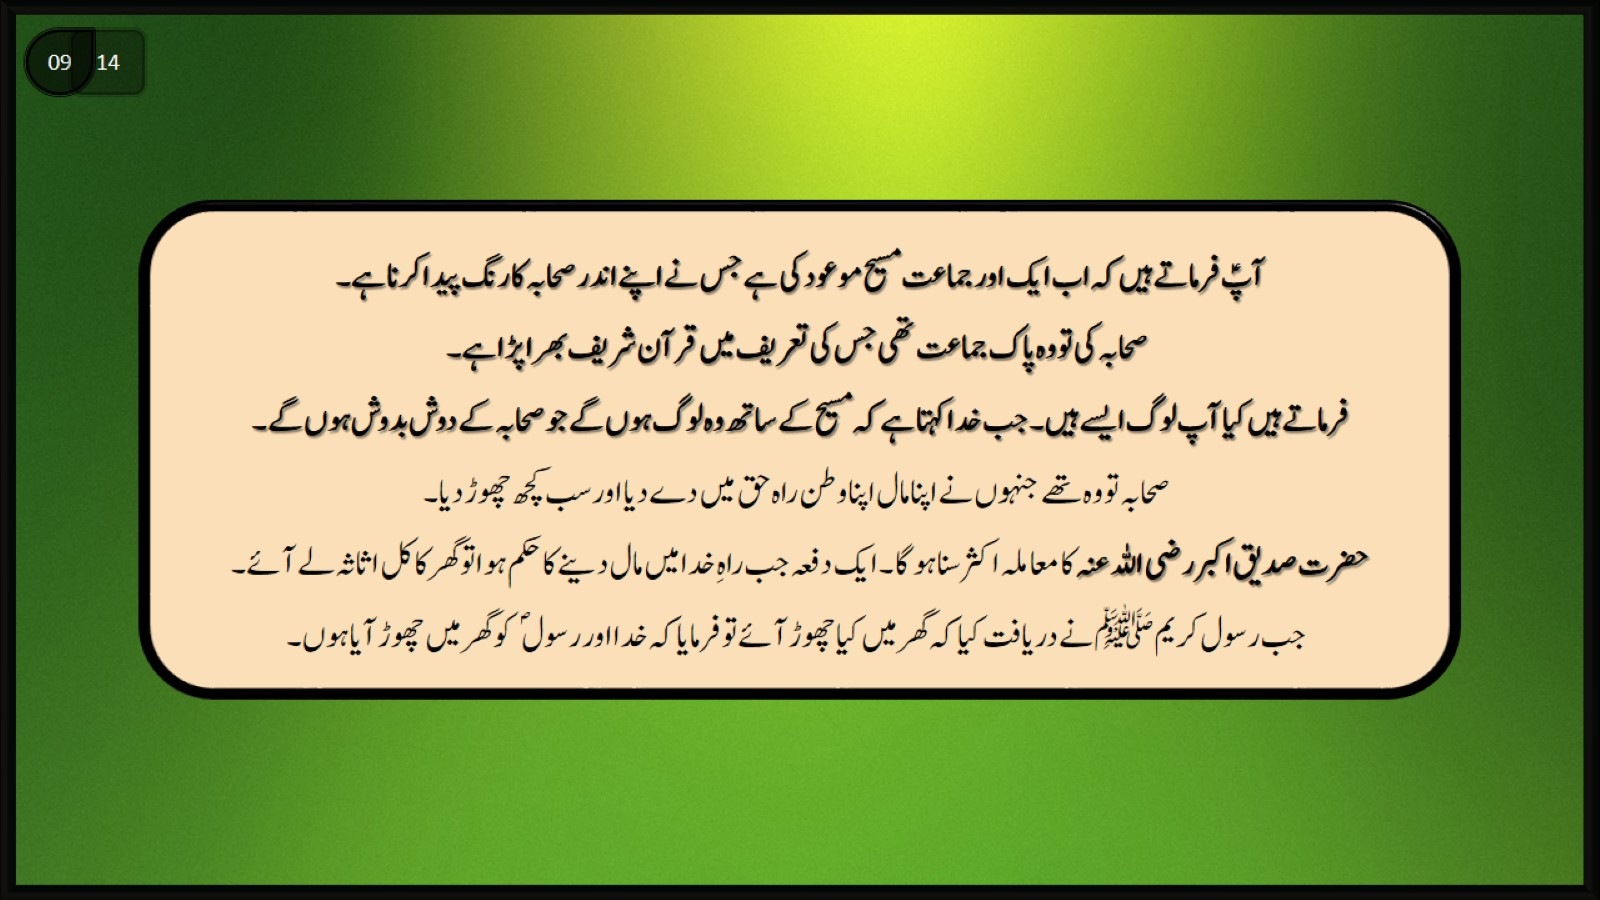 09 14
آپؑ فرماتے ہیں کہ اب ایک اور جماعت مسیح موعود کی ہے جس نے اپنے اندر صحابہ کا رنگ پیدا کرنا ہے۔
صحابہ کی تو وہ پاک جماعت تھی جس کی تعریف میں قرآن شریف بھرا پڑا ہے۔
فرماتے ہیں کیا آپ لوگ ایسے ہیں۔ جب خدا کہتا ہے کہ مسیح کے ساتھ وہ لوگ ہوں گے جو صحابہ کے دوش بدوش ہوں گے۔
صحابہ تو وہ تھے جنہوں نے اپنا مال اپنا وطن راہ حق میں دے دیا اور سب کچھ چھوڑ دیا۔
حضرت صدیق اکبر رضی اللہ عنہ کا معاملہ اکثر سنا ہو گا۔ ایک دفعہ جب راہِ خدا میں مال دینے کا حکم ہوا تو گھر کا کل اثاثہ لے آئے۔
جب رسول کریم ﷺ نے دریافت کیا کہ گھر میں کیا چھوڑ آئے تو فرمایا کہ خدا اور رسولؐ کو گھر میں چھوڑ آیا ہوں۔